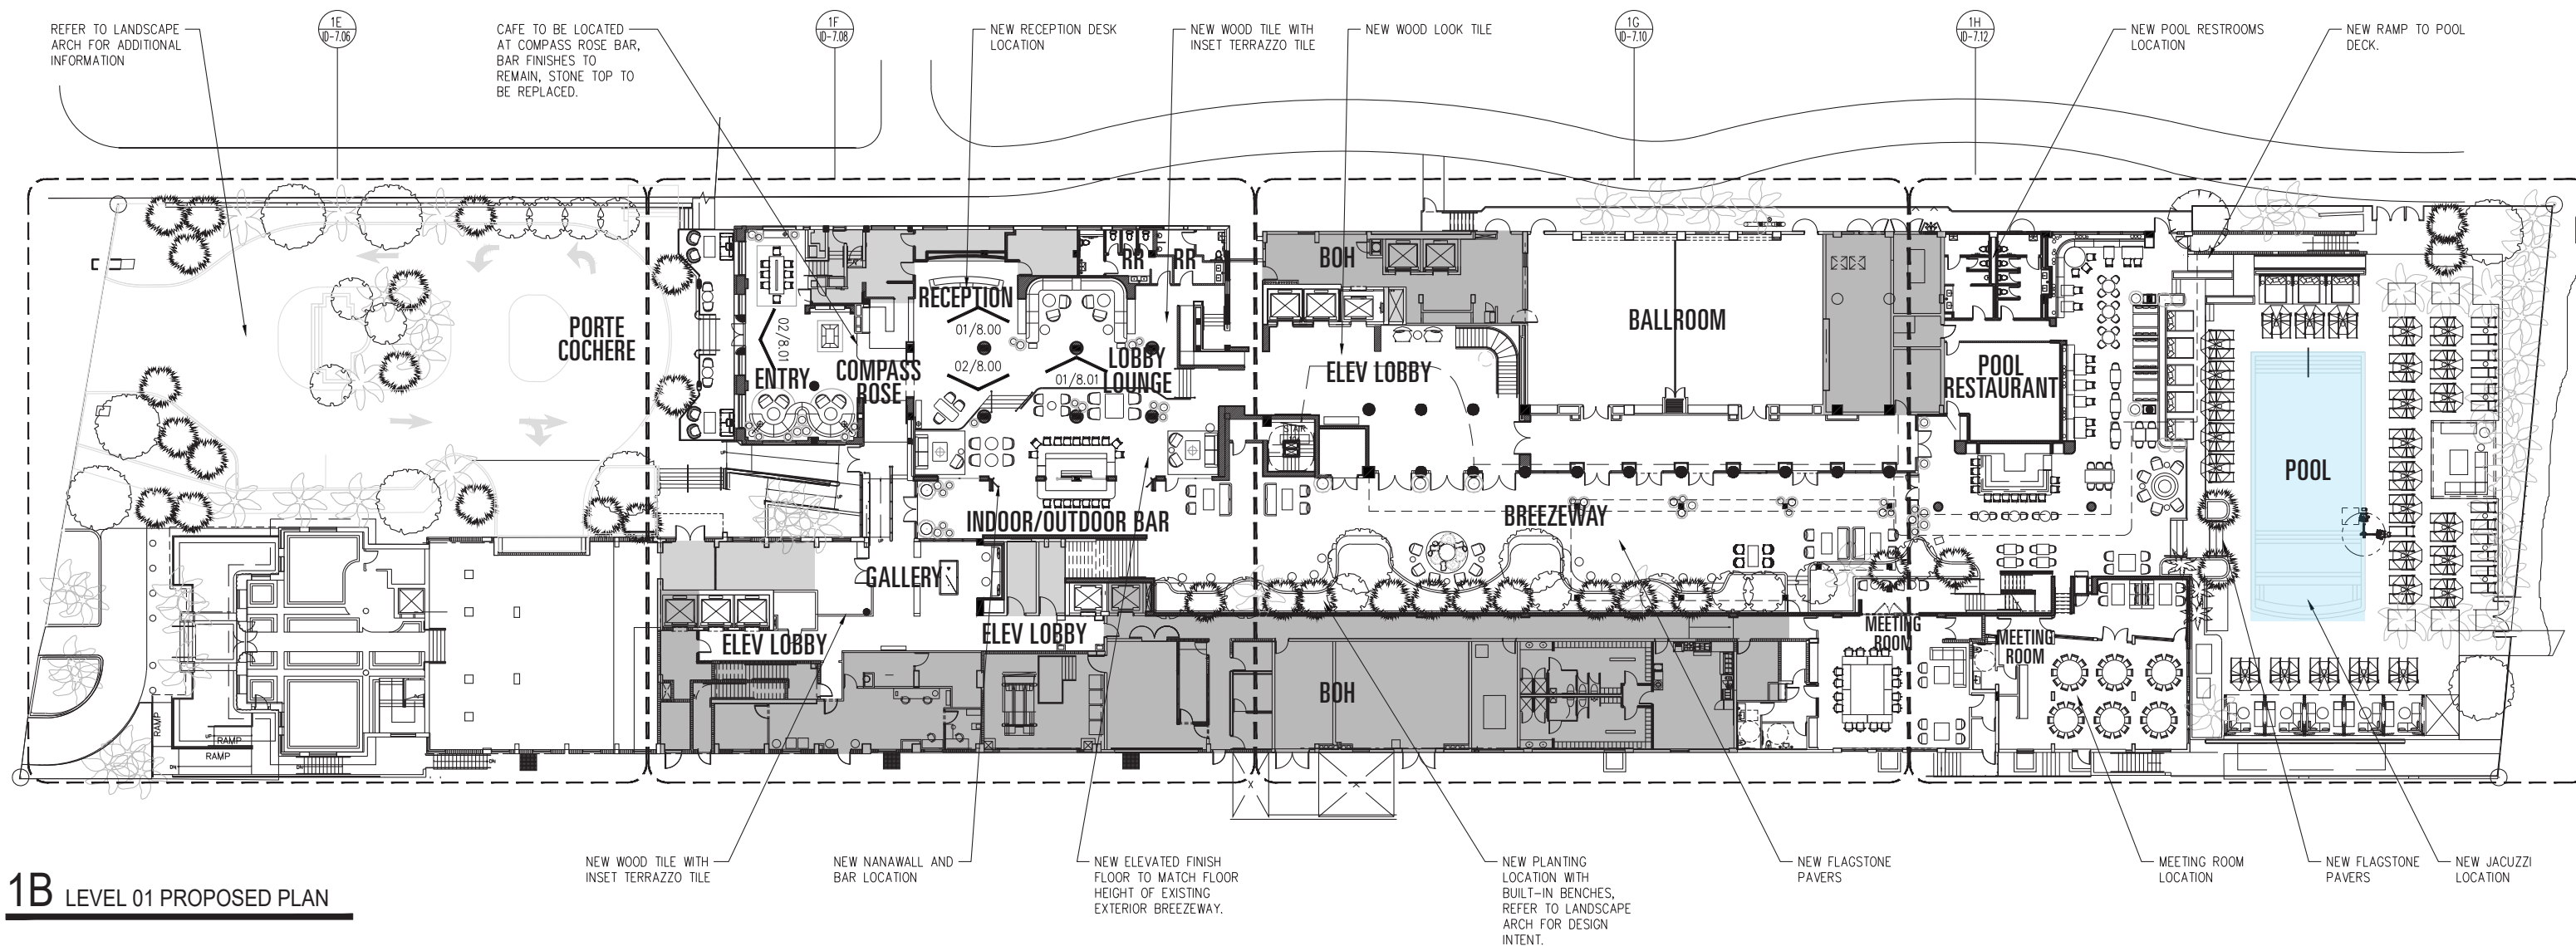 1E
ID-7.06
1F
ID-7.08
1G
ID-7.10
1H
ID-7.12
REFER TO LANDSCAPE
ARCH FOR ADDITIONAL
INFORMATION
CAFE TO BE LOCATED
AT COMPASS ROSE BAR,
BAR FINISHES TO
REMAIN, STONE TOP TO
BE REPLACED.
NEW RECEPTION DESK
LOCATION
NEW WOOD TILE WITH
INSET TERRAZZO TILE
NEW WOOD LOOK TILE
NEW POOL RESTROOMS
LOCATION
NEW RAMP TO POOL
DECK.
PORTE
COCHERE
ENTRY
02/8.01
COMPASS
ROSE
RECEPTION
01/8.00
02/8.00
01/8.01
LOBBY
LOUNGE
RR
RR
BOH
ELEV LOBBY
STAIR
BALLROOM
POOL
RESTAURANT
POOL
INDOOR/OUTDOOR BAR
BREEZEWAY
GALLERY
ELEV LOBBY
ELEV LOBBY
BOH
MEETING
ROOM
MEETING
ROOM
RAMP
RAMP
RAMP
DN
DN
DN
NEW WOOD TILE WITH
INSET TERRAZZO TILE
NEW NANAWALL AND
BAR LOCATION
NEW ELEVATED FINISH
FLOOR TO MATCH FLOOR
HEIGHT OF EXISTING
EXTERIOR BREEZEWAY.
NEW PLANTING
LOCATION WITH
BUILT-IN BENCHES,
REFER TO LANDSCAPE
ARCH FOR DESIGN
INTENT.
NEW FLAGSTONE
PAVERS
MEETING ROOM
LOCATION
NEW FLAGSTONE
PAVERS
NEW JACUZZI
LOCATION
1B LEVEL 01 PROPOSED PLAN